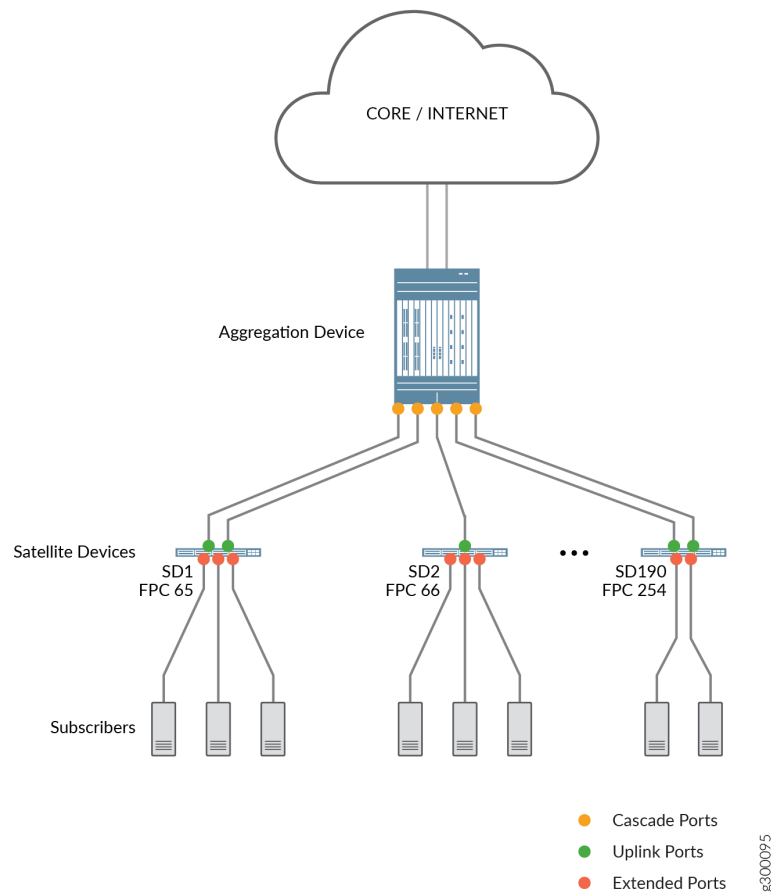 CORE / INTERNET
Aggregation Device
Satellite Devices
SD1
FPC 65
SD2
FPC 66
...
SD190
FPC 254
Subscribers
Cascade Ports
Uplink Ports
Extended Ports
g300095